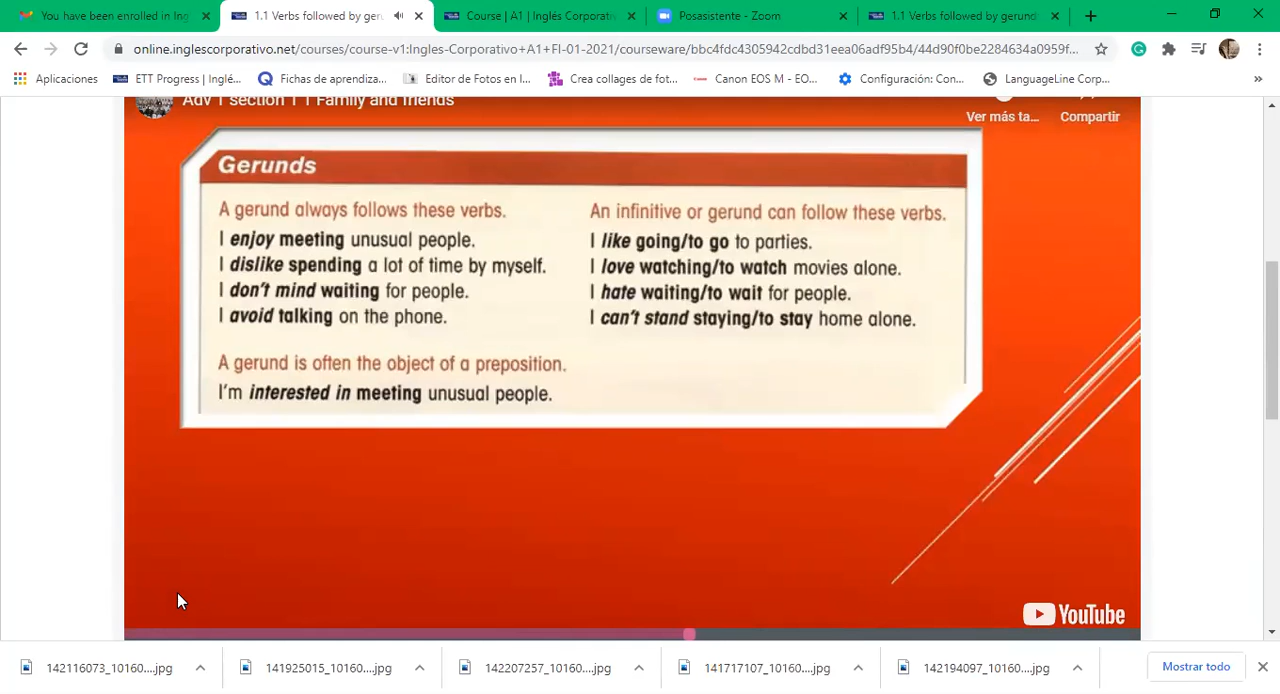 You have been enrolled in Ing
1.1 Verbs followed by geru
Course | A1 | Inglés Corporativ
Posasistente - Zoom
1.1 Verbs followed by gerund
online.inglescorporativo.net/courses/course-v1:Ingles-Corporativo+A1+FI-01-2021/courseware/bbc4fdc4305942cdbd31eea06adf95b4/44d90f0be2284634a0959f...
Aplicaciones
ETT Progress | Inglé...
Fichas de aprendiza...
Editor de Fotos en l...
Crea collages de fot...
Canon EOS M - EO...
Configuración: Con...
LanguageLine Corp...
»
Adv 1 section 1 1 Family and friends
Ver más ta...
Compartir
Gerunds
A gerund always follows these verbs.
I enjoy meeting unusual people.
I dislike spending a lot of time by myself.
I don't mind waiting for people.
I avoid talking on the phone.
A gerund is often the object of a preposition.
I'm interested in meeting unusual people.
An infinitive or gerund can follow these verbs.
I like going/to go to parties.
I love watching/to watch movies alone.
I hate waiting/to wait for people.
I can't stand staying/to stay home alone.
YouTube
142116073_10160....jpg
141925015_10160....jpg
142207257_10160....jpg
141717107_10160....jpg
142194097_10160....jpg
Mostrar todo